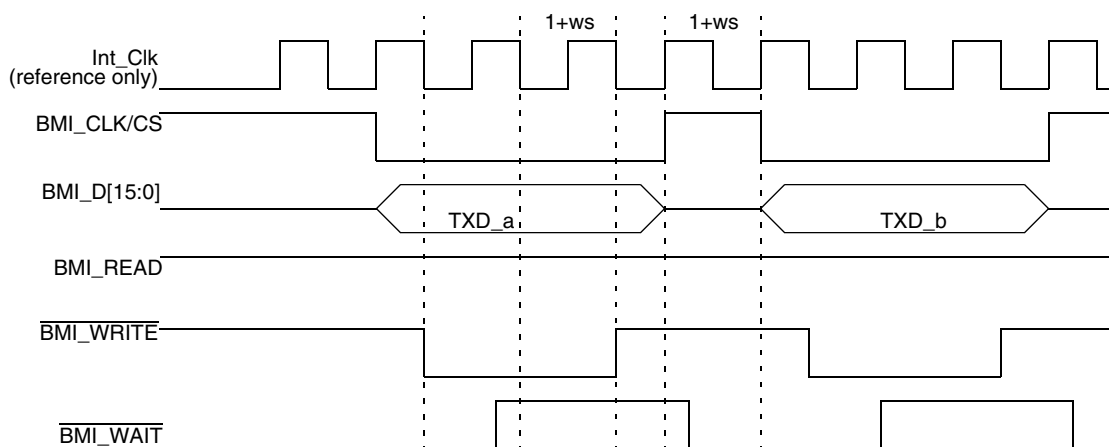 1+ws 1+ws
Int_Clk
(reference only)
BMI_CLK/CS
BMI_D[15:0]
TXD_a TXD_b
BMI_READ
BMI_WRITE
BMI_WAIT